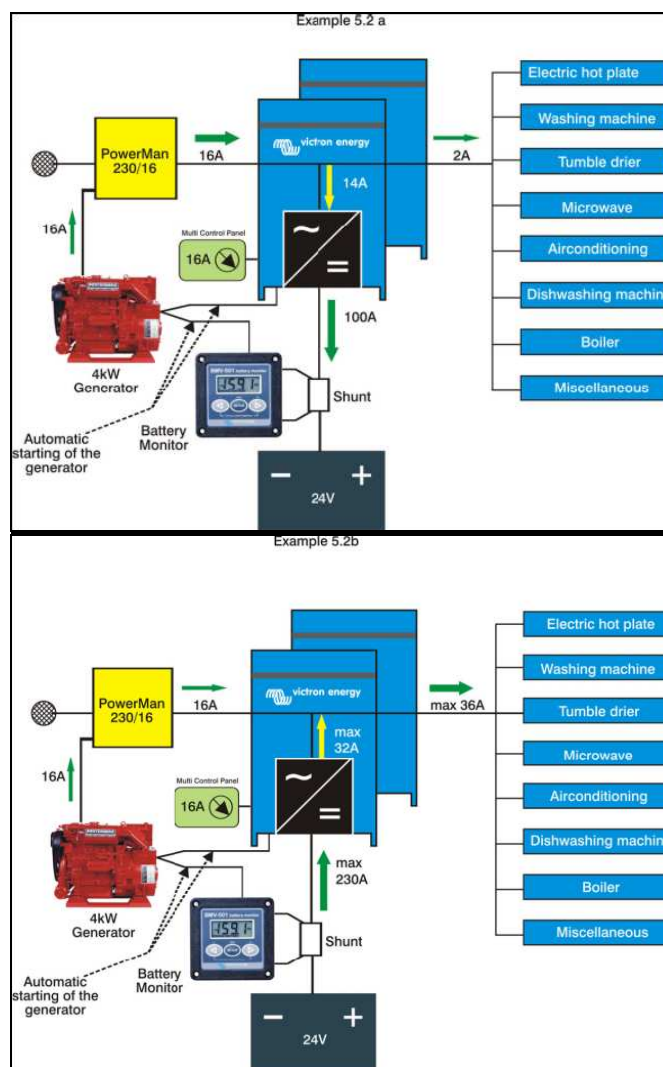 Example 5.2 a
Electric hot plate
PowerMan
230/16
16A
victron energy
2A
Washing machine
Tumble drier
14A
Microwave
16A
Multi Control Panel
16A
Airconditioning
100A
Dishwashing machin
4kW
Generator
Boiler
Automatic
starting of the
generator
Battery
Monitor
Shunt
Miscellaneous
24V
Example 5.2b
Electric hot plate
PowerMan
230/16
16A
victron energy
max 36A
Washing machine
Tumble drier
max
32A
Microwave
16A
Multi Control Panel
16A
Airconditioning
max
230A
Dishwashing machin
4kW
Generator
Boiler
Automatic
starting of the
generator
Battery
Monitor
Shunt
Miscellaneous
24V